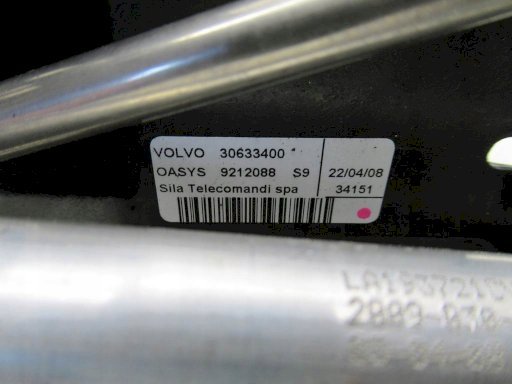 VOLVO 30633400
OASYS 9212088 S9 22/04/08
Sila Telecomandi spa 34151